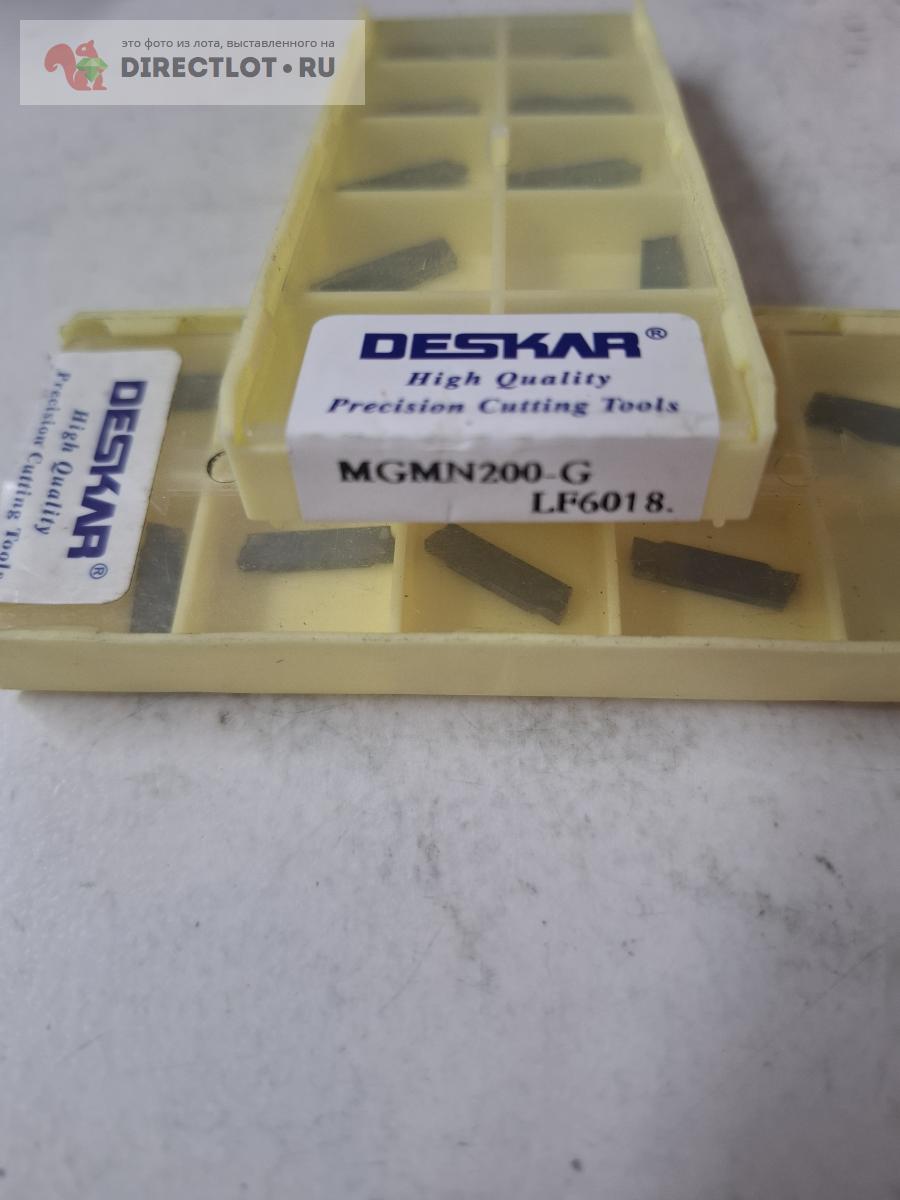 это фото из лота, выставленного на
DIRECTLOT•RU
DESKAR®
High Quality
Precision Cutting Tools
MGMN200-G
LF6018.
DESKAR®
High Quality
Precision Cutting Tools